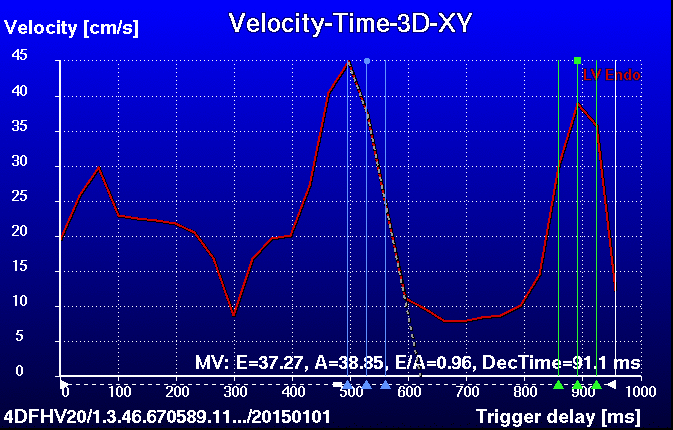 Velocity-Time-3D-XY
Velocity [cm/s]
45
LV Endo
40
35
30
25
20
15
10
5
MV: E=37.27, A=38.85, E/A=0.96, DecTime=91.1 ms
0
0 100 200 300 400 500 600 700 800 900 1000
4DFHV20/1.3.46.670589.11.../20150101 Trigger delay [ms]